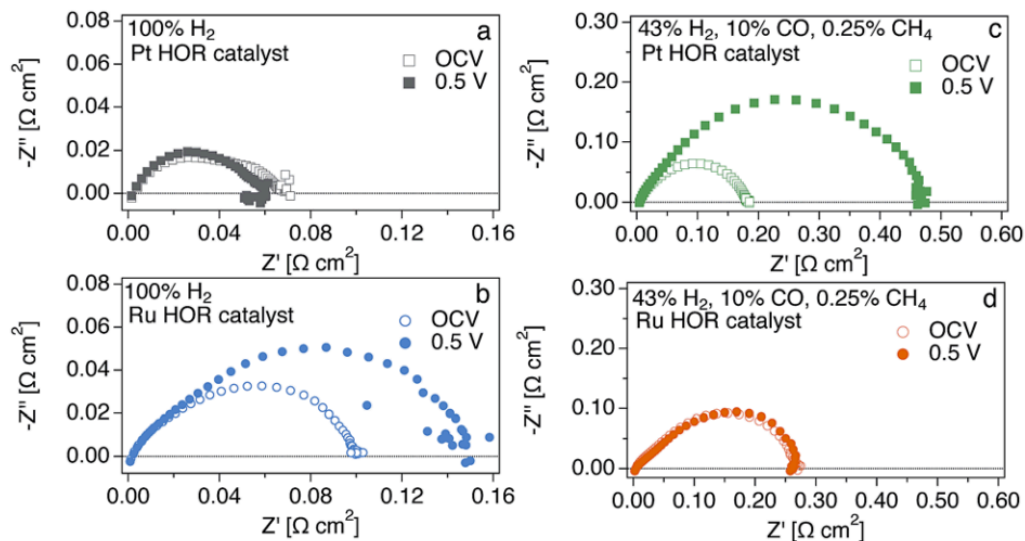 100% H₂
a
Pt HOR catalyst
OCV
0.5 V
-Z'' [Ω cm²]
0.08
0.06
0.04
0.02
0.00
0.00 0.04 0.08 0.12 0.16
Z' [Ω cm²]
100% H₂
b
Ru HOR catalyst
OCV
0.5 V
-Z'' [Ω cm²]
0.08
0.06
0.04
0.02
0.00
0.00 0.04 0.08 0.12 0.16
Z' [Ω cm²]
43% H₂, 10% CO, 0.25% CH₄
c
Pt HOR catalyst
OCV
0.5 V
-Z'' [Ω cm²]
0.30
0.20
0.10
0.00
0.00 0.10 0.20 0.30 0.40 0.50 0.60
Z' [Ω cm²]
43% H₂, 10% CO, 0.25% CH₄
d
Ru HOR catalyst
OCV
0.5 V
-Z'' [Ω cm²]
0.30
0.20
0.10
0.00
0.00 0.10 0.20 0.30 0.40 0.50 0.60
Z' [Ω cm²]